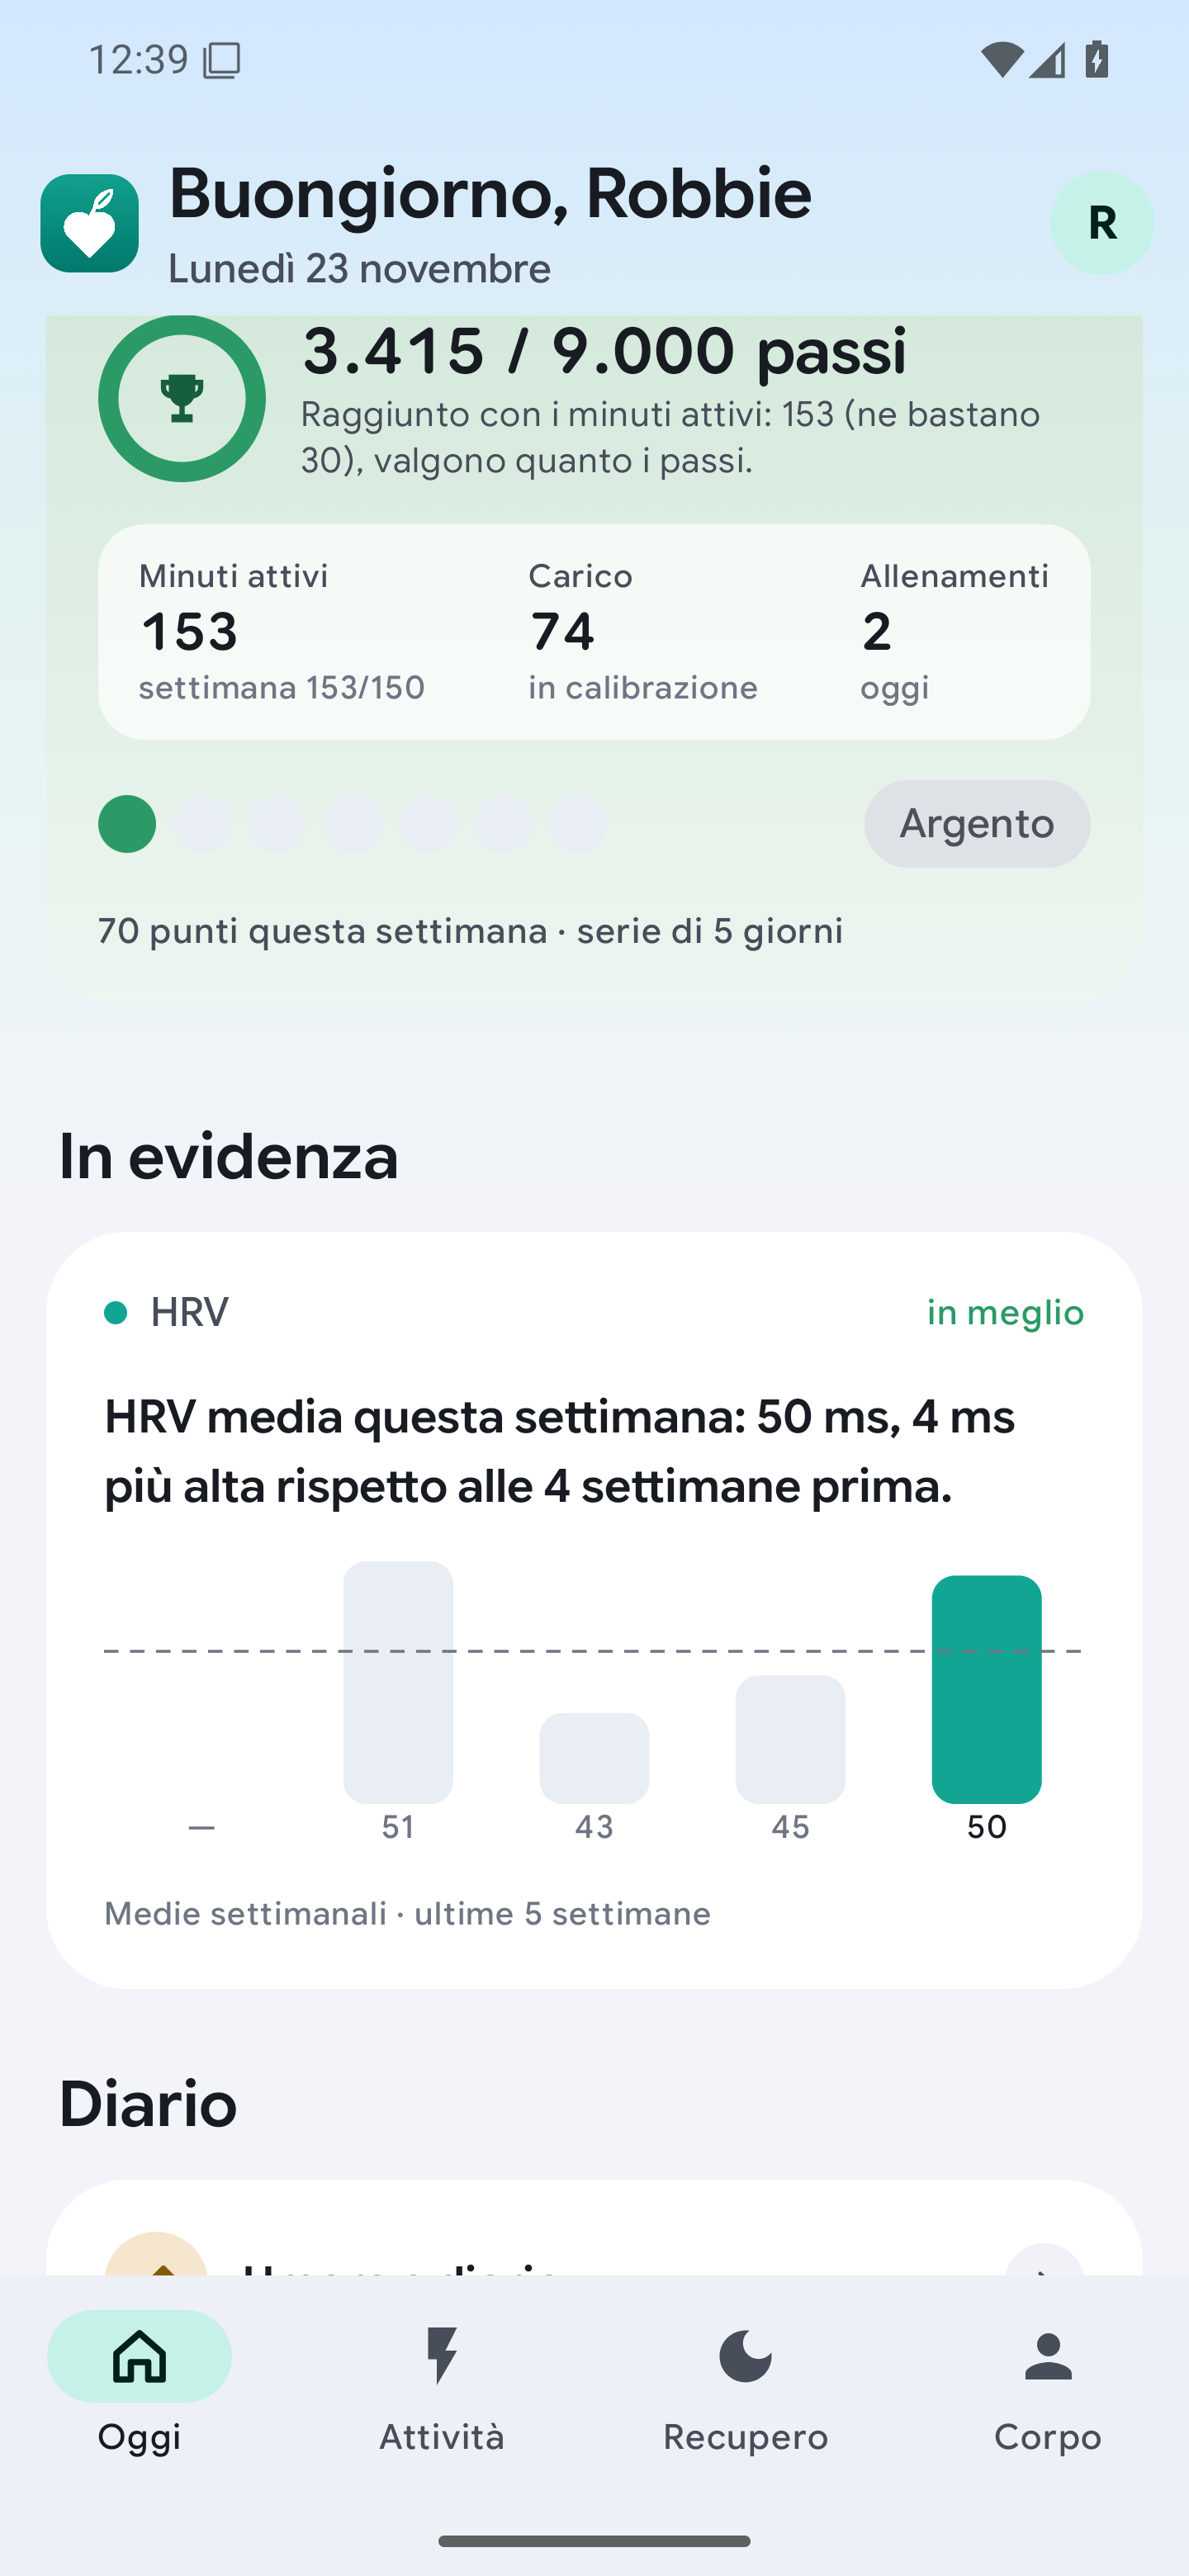 12:39
Buongiorno, Robbie
Lunedì 23 novembre
R
3.415 / 9.000 passi
Raggiunto con i minuti attivi: 153 (ne bastano
30), valgono quanto i passi.
Minuti attivi
153
settimana 153/150
Carico
74
in calibrazione
Allenamenti
2
oggi
Argento
70 punti questa settimana · serie di 5 giorni
In evidenza
HRV
in meglio
HRV media questa settimana: 50 ms, 4 ms
più alta rispetto alle 4 settimane prima.
— 51 43 45 50
Medie settimanali · ultime 5 settimane
Diario
Oggi
Attività
Recupero
Corpo